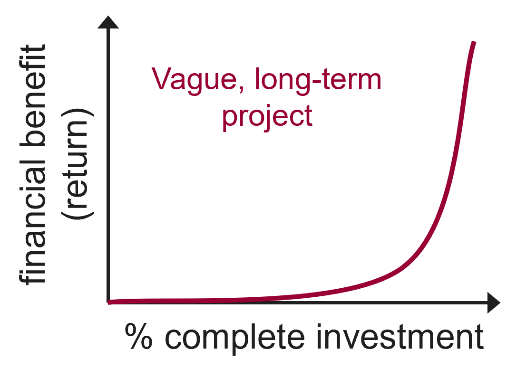 financial benefit
(return)
Vague, long-term
project
% complete investment